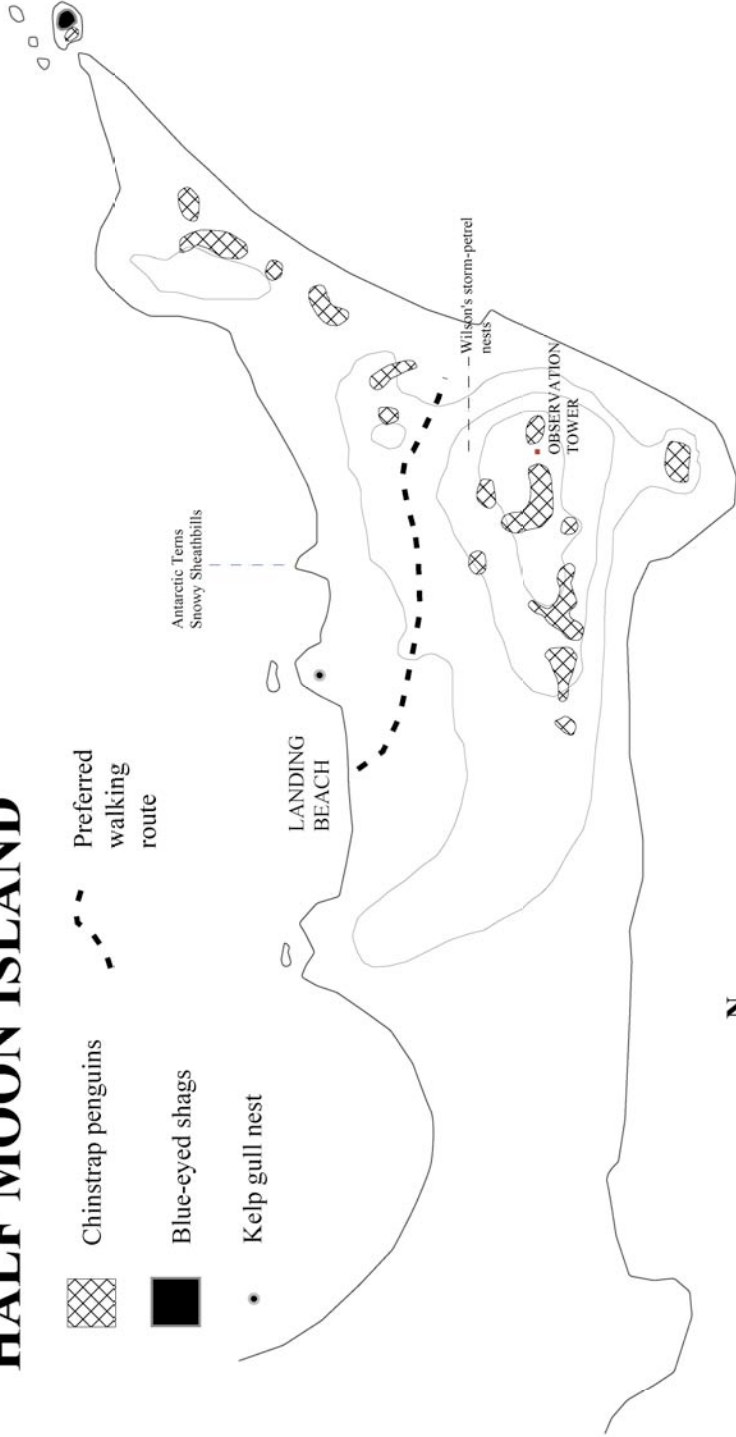 HALF MOON ISLAND
Chinstrap penguins
Blue-eyed shags
Kelp gull nest
Preferred
walking
route
Antarctic Terns
Snowy Sheathbills
LANDING
BEACH
Wilson's storm-petrel
nests
OBSERVATION
TOWER
N